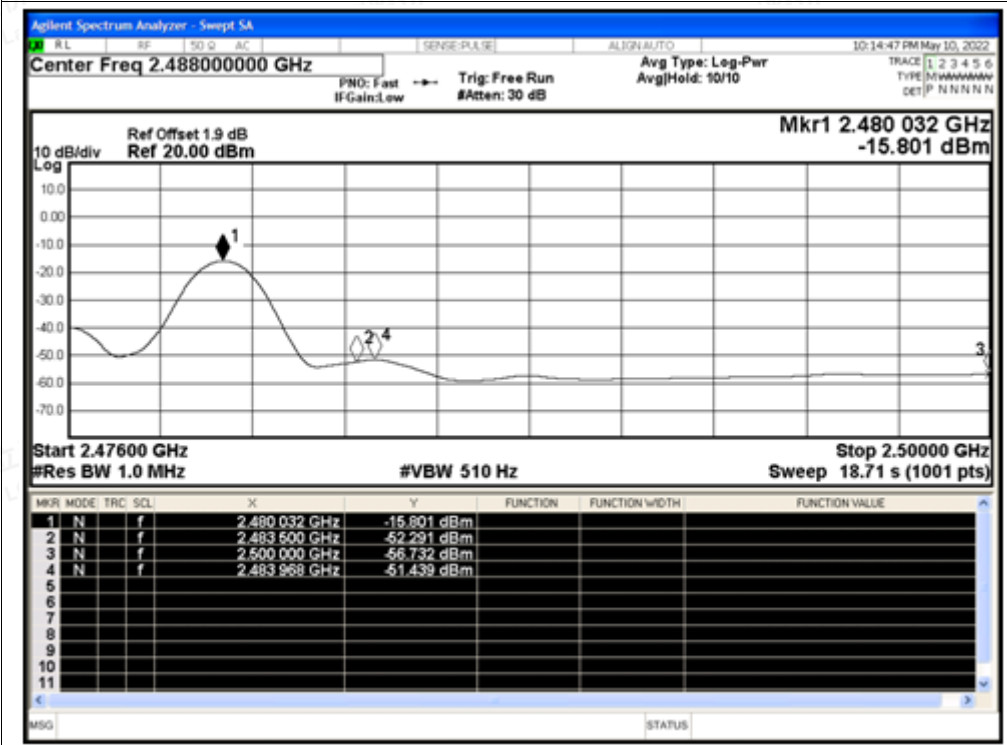 Agilent Spectrum Analyzer - Swept SA
RL RF 50 Ω AC SENSE:PULSE ALIGN AUTO 10:14:47 PM May 10, 2022
Center Freq 2.488000000 GHz
PNO: Fast
IFGain:Low
Trig: Free Run
#Atten: 30 dB
Avg Type: Log-Pwr
Avg|Hold: 10/10
TRACE 1 2 3 4 5 6
TYPE M
DET P N N N N N
Mkr1 2.480 032 GHz
-15.801 dBm
Ref Offset 1.9 dB
10 dB/div Ref 20.00 dBm
Log
10.0
0.00
-10.0
-20.0
-30.0
-40.0
-50.0
-60.0
-70.0
1
2
4
3
Start 2.47600 GHz Stop 2.50000 GHz
#Res BW 1.0 MHz #VBW 510 Hz Sweep 18.71 s (1001 pts)
MKR MODE TRC SCL X Y FUNCTION FUNCTION WIDTH FUNCTION VALUE
1 N f 2.480 032 GHz -15.801 dBm
2 N f 2.483 500 GHz -52.291 dBm
3 N f 2.500 000 GHz -56.732 dBm
4 N f 2.483 968 GHz -51.439 dBm
5
6
7
8
9
10
11
MSG STATUS